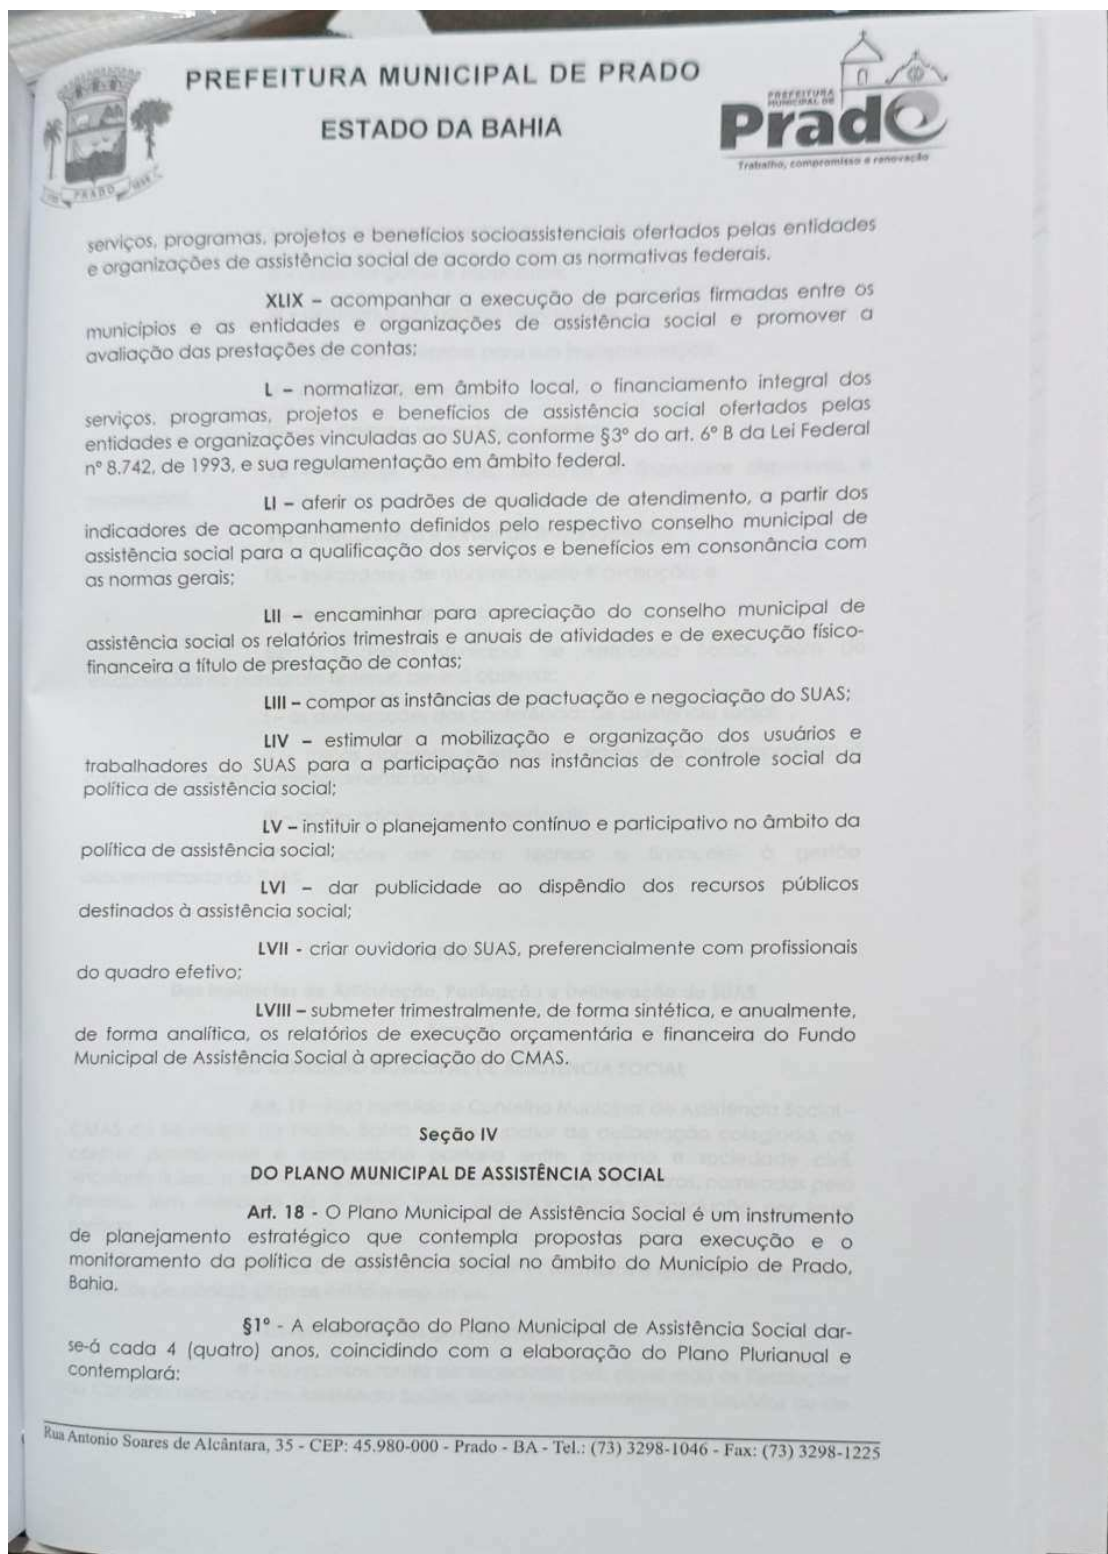 PREFEITURA MUNICIPAL DE PRADO
ESTADO DA BAHIA
PRADO
PREFEITURA
MUNICIPAL DE
Prado
Trabalho, compromisso e renovação
serviços, programas, projetos e benefícios socioassistenciais ofertados pelas entidades
e organizações de assistência social de acordo com as normativas federais.
XLIX – acompanhar a execução de parcerias firmadas entre os
municípios e as entidades e organizações de assistência social e promover a
avaliação das prestações de contas;
L – normatizar, em âmbito local, o financiamento integral dos
serviços, programas, projetos e benefícios de assistência social ofertados pelas
entidades e organizações vinculadas ao SUAS, conforme §3º do art. 6º B da Lei Federal
nº 8.742, de 1993, e sua regulamentação em âmbito federal.
LI – aferir os padrões de qualidade de atendimento, a partir dos
indicadores de acompanhamento definidos pelo respectivo conselho municipal de
assistência social para a qualificação dos serviços e benefícios em consonância com
as normas gerais;
LII – encaminhar para apreciação do conselho municipal de
assistência social os relatórios trimestrais e anuais de atividades e de execução físico-
financeira a título de prestação de contas;
LIII – compor as instâncias de pactuação e negociação do SUAS;
LIV – estimular a mobilização e organização dos usuários e
trabalhadores do SUAS para a participação nas instâncias de controle social da
política de assistência social;
LV – instituir o planejamento contínuo e participativo no âmbito da
política de assistência social;
LVI – dar publicidade ao dispêndio dos recursos públicos
destinados à assistência social;
LVII - criar ouvidoria do SUAS, preferencialmente com profissionais
do quadro efetivo;
LVIII – submeter trimestralmente, de forma sintética, e anualmente,
de forma analítica, os relatórios de execução orçamentária e financeira do Fundo
Municipal de Assistência Social à apreciação do CMAS.
Seção IV
DO PLANO MUNICIPAL DE ASSISTÊNCIA SOCIAL
Art. 18 - O Plano Municipal de Assistência Social é um instrumento
de planejamento estratégico que contempla propostas para execução e o
monitoramento da política de assistência social no âmbito do Município de Prado,
Bahia.
§1º - A elaboração do Plano Municipal de Assistência Social dar-
se-á cada 4 (quatro) anos, coincidindo com a elaboração do Plano Plurianual e
contemplará:
Rua Antonio Soares de Alcântara, 35 - CEP: 45.980-000 - Prado - BA - Tel.: (73) 3298-1046 - Fax: (73) 3298-1225